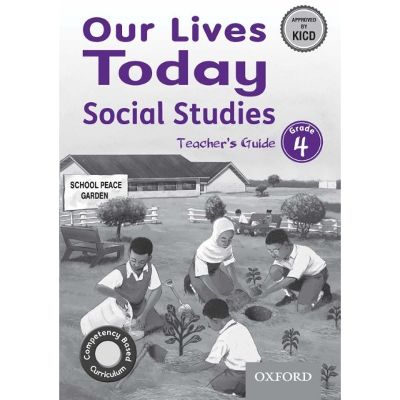 Our Lives
Today
Social Studies
Teacher's Guide
Grade
4
APPROVED
BY
KICD
SCHOOL PEACE
GARDEN
Competency Based
Curriculum
OXFORD